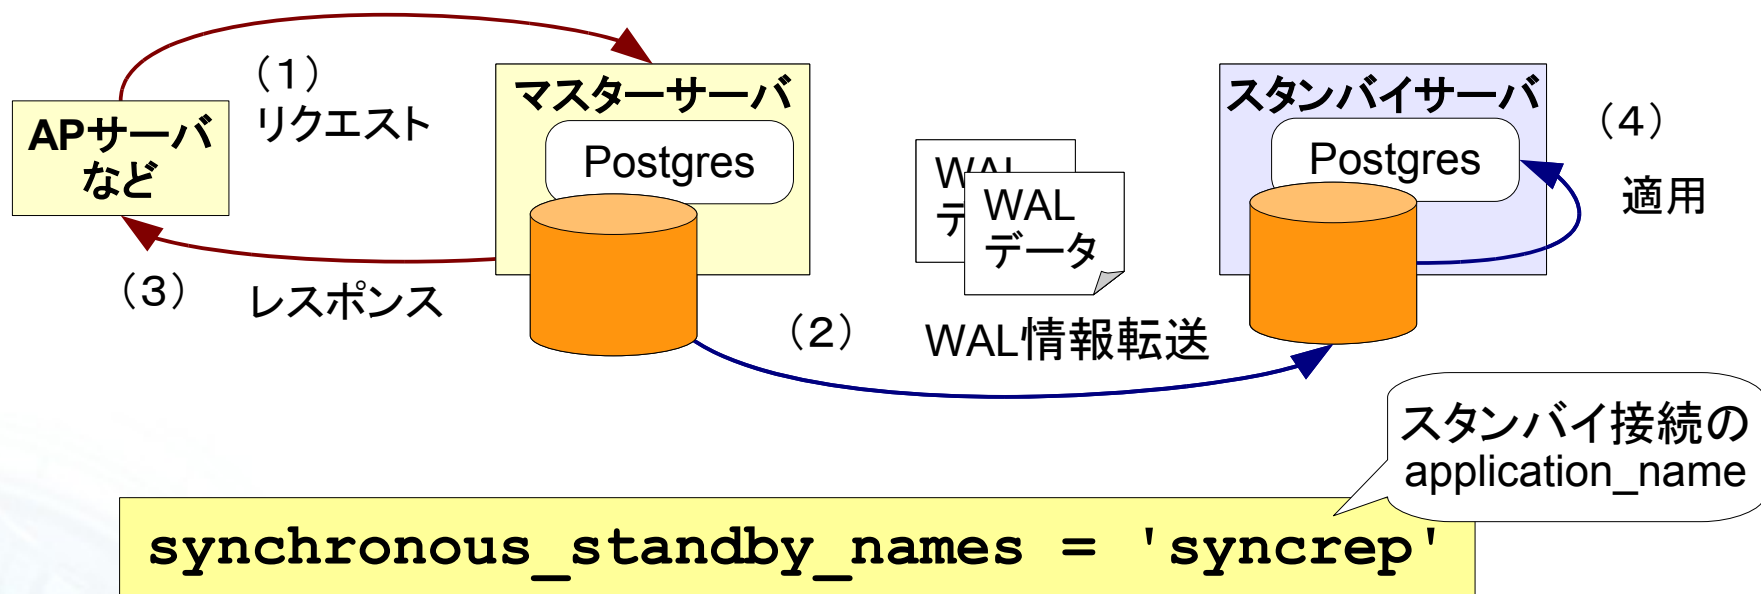 (1)
リクエスト
APサーバ
など
(3)
レスポンス
マスターサーバ
Postgres
WAL
デ
WAL
データ
(2)
WAL情報転送
スタンバイサーバ
Postgres
(4)
適用
スタンバイ接続の
application_name
synchronous_standby_names = 'syncrep'